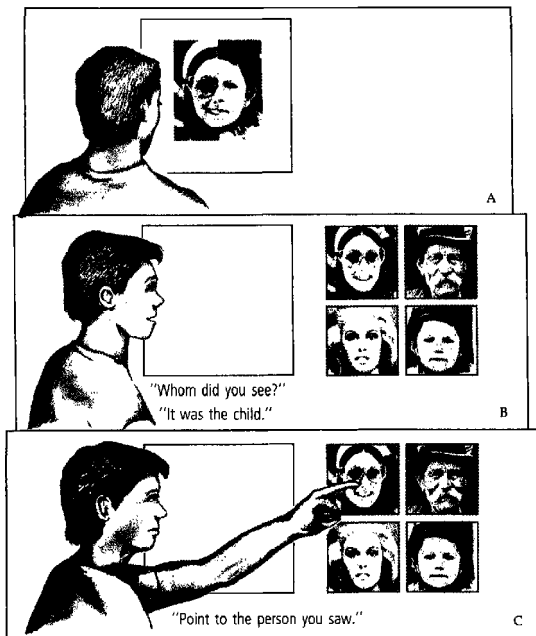 A
"Whom did you see?"
"It was the child."
B
"Point to the person you saw."
C